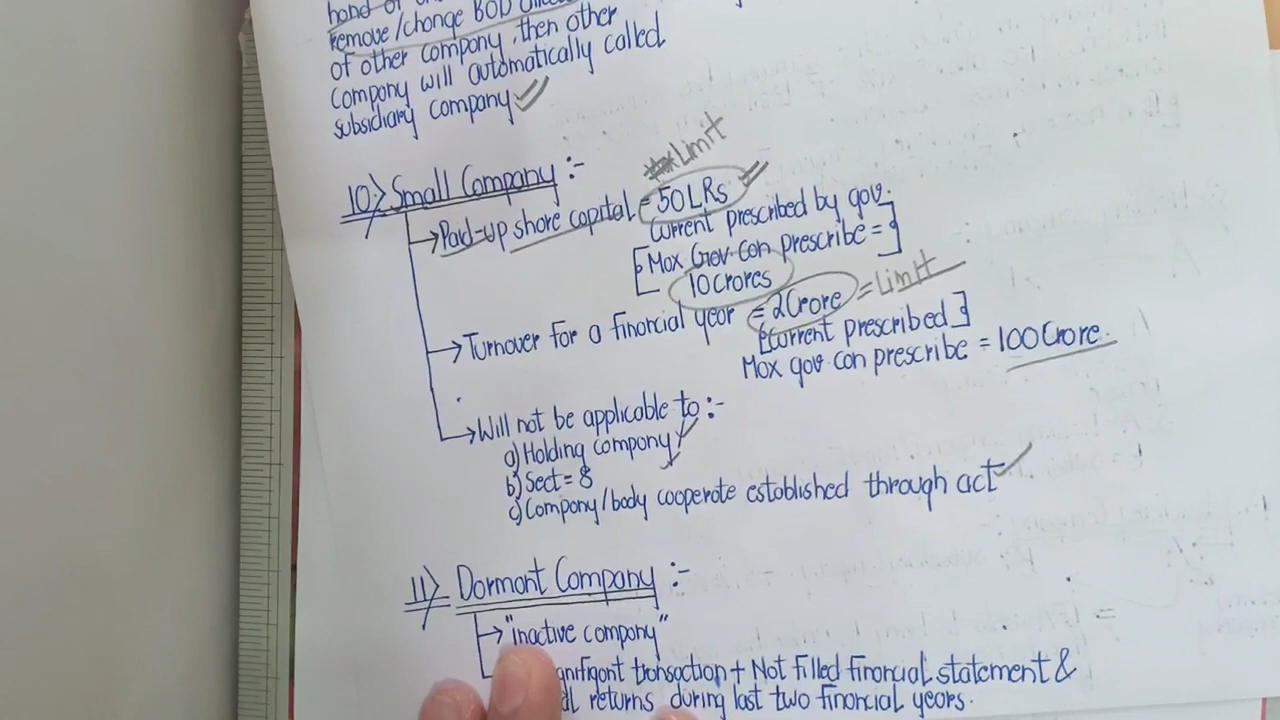 remove/change BOD
of other company, then other
company will automatically called
subsidiary company
10) Small Company :-
Limit
→ Paid-up share capital = 50LRs
current prescribed by gov.
[Max Gov. can prescribe =]
10 crores
→ Turnover for a financial year = 2 Crore = Limit
[current prescribed]
Max gov. can prescribe = 100 Crore.
→ Will not be applicable to :-
a) Holding company
b) Sect = 8
c) Company/body cooperate established through act
11) Dormant Company :-
→ "inactive company"
transaction + Not filled financial statement &
returns during last two financial years.